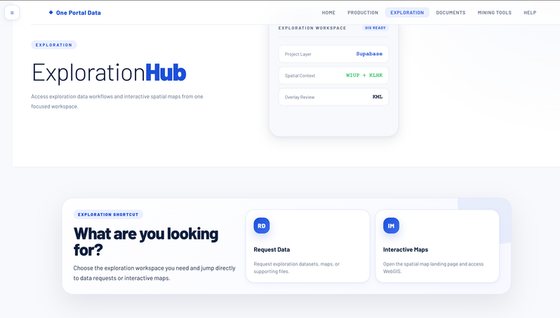 One Portal Data
HOME
PRODUCTION
EXPLORATION
DOCUMENTS
MINING TOOLS
HELP
EXPLORATION
ExplorationHub
Access exploration data workflows and interactive spatial maps from one
focused workspace.
EXPLORATION WORKSPACE
GIS READY
Project Layer
Supabase
Spatial Context
WIUP + KLHK
Overlay Review
KML
EXPLORATION SHORTCUT
What are you looking
for?
Choose the exploration workspace you need and jump directly
to data requests or interactive maps.
RD
Request Data
Request exploration datasets, maps, or
supporting files.
IM
Interactive Maps
Open the spatial map landing page and access
WebGIS.